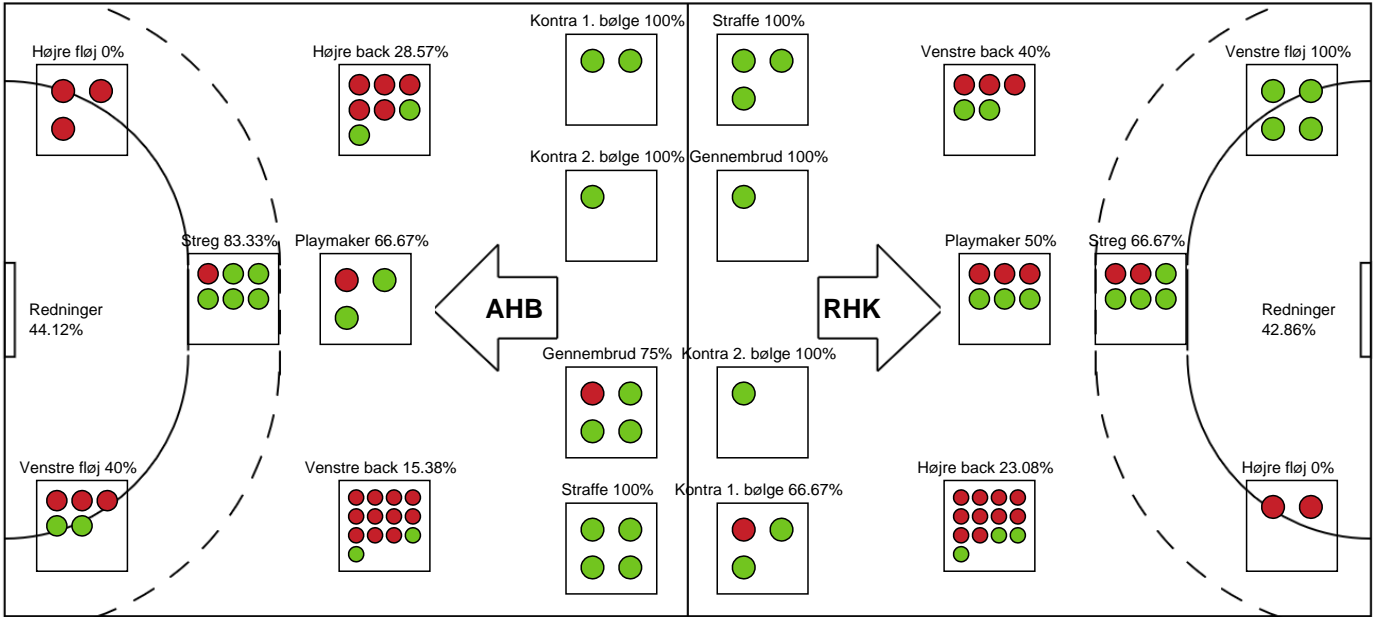 Kontra 1. bølge 100%
Straffe 100%
Højre fløj 0%
Højre back 28.57%
Venstre back 40%
Venstre fløj 100%
Kontra 2. bølge 100%
Gennembrud 100%
Streg 83.33%
Playmaker 66.67%
Playmaker 50%
Streg 66.67%
Redninger
44.12%
AHB
RHK
Redninger
42.86%
Gennembrud 75%
Kontra 2. bølge 100%
Venstre fløj 40%
Venstre back 15.38%
Straffe 100%
Kontra 1. bølge 66.67%
Højre back 23.08%
Højre fløj 0%